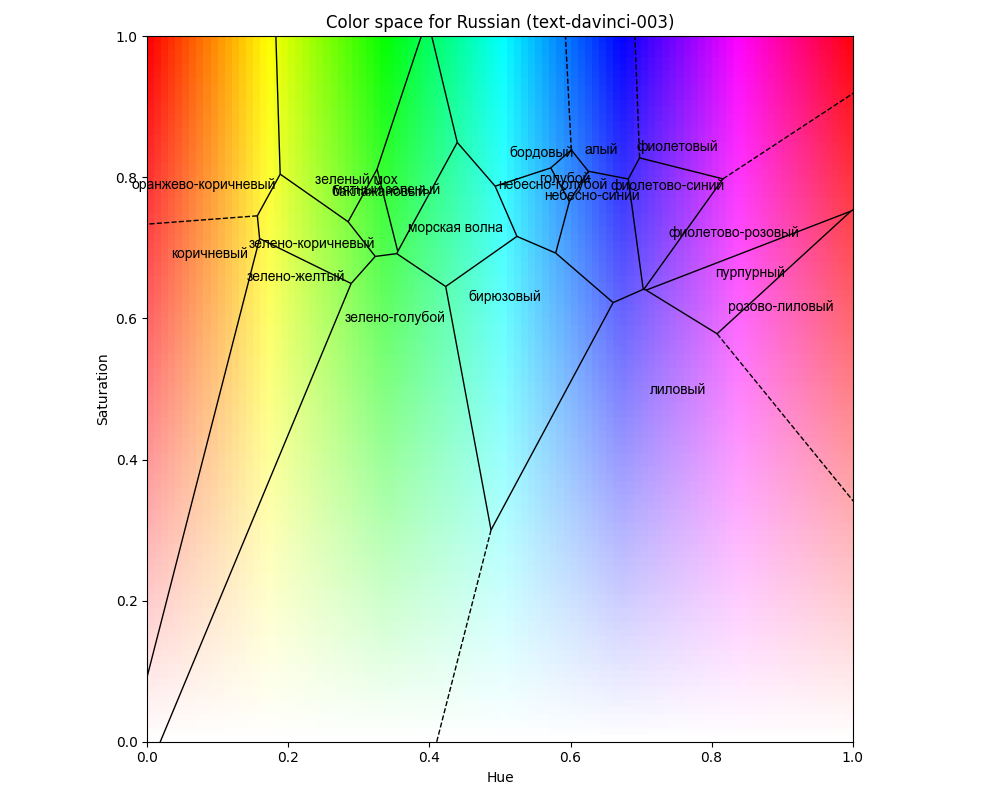 Color space for Russian (text-davinci-003)
1.0
бордовый
алый
фиолетовый
0.8
оранжево-коричневый
зеленый мох
мятный зеленый
баклажановый
голубой
небесно-голубой
фиолетово-синий
небесно-синий
морская волна
фиолетово-розовый
зелено-коричневый
коричневый
зелено-желтый
пурпурный
бирюзовый
розово-лиловый
0.6
зелено-голубой
Saturation
лиловый
0.4
0.2
0.0
0.0
0.2
0.4
0.6
0.8
1.0
Hue